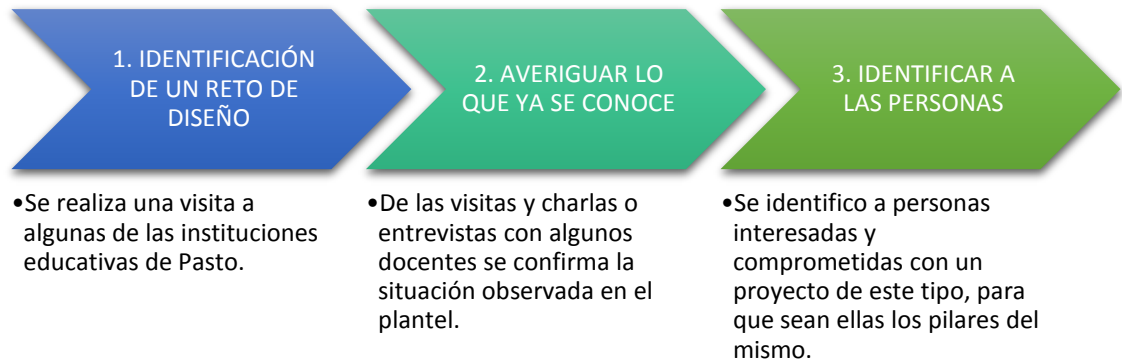 1. IDENTIFICACIÓN
DE UN RETO DE
DISEÑO
•Se realiza una visita a
algunas de las instituciones
educativas de Pasto.
2. AVERIGUAR LO
QUE YA SE CONOCE
•De las visitas y charlas o
entrevistas con algunos
docentes se confirma la
situación observada en el
plantel.
3. IDENTIFICAR A
LAS PERSONAS
•Se identifico a personas
interesadas y
comprometidas con un
proyecto de este tipo, para
que sean ellas los pilares del
mismo.